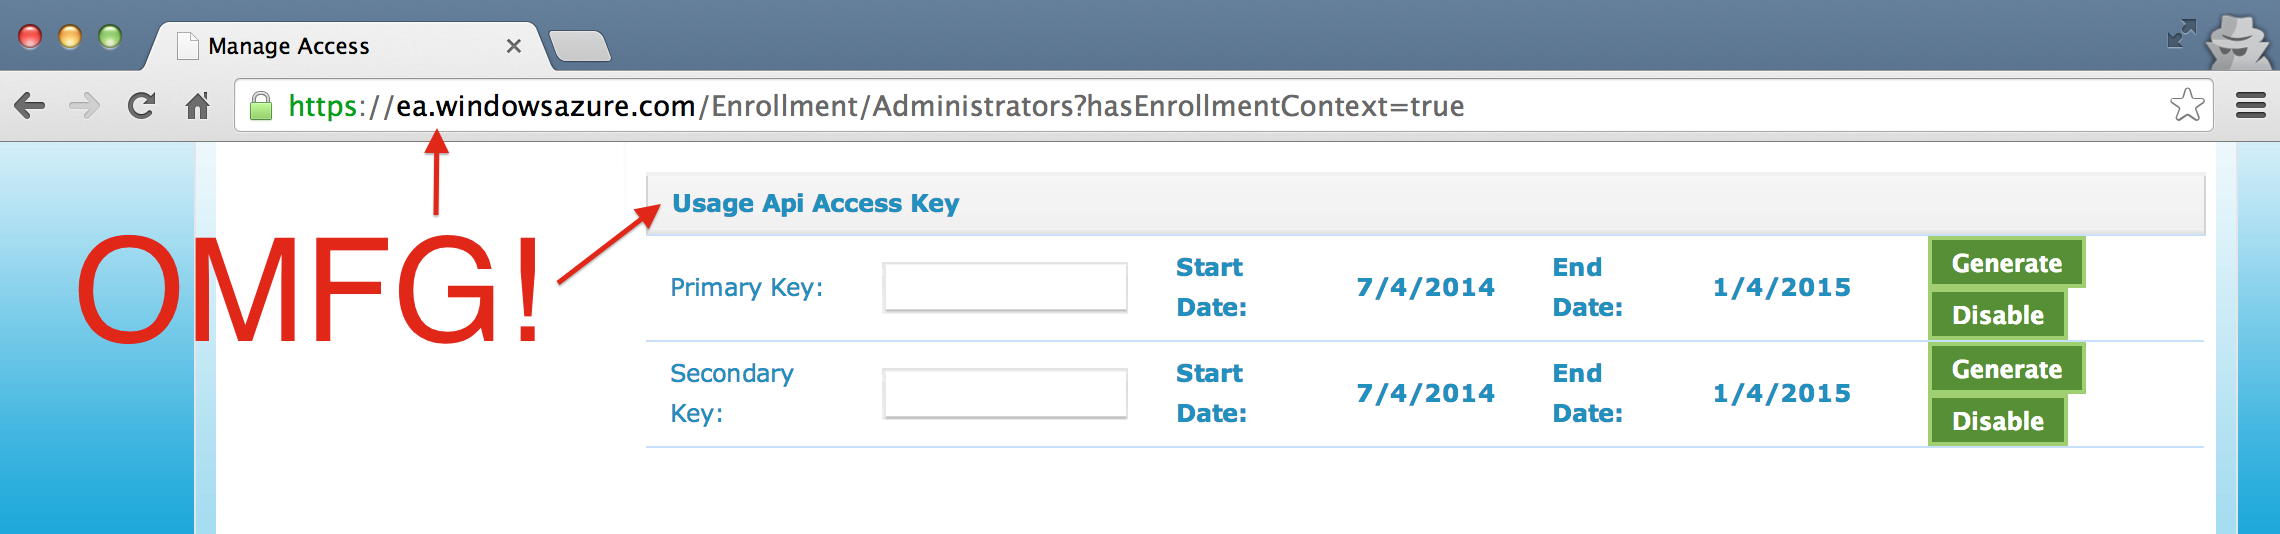 Manage Access
https://ea.windowsazure.com/Enrollment/Administrators?hasEnrollmentContext=true
Usage Api Access Key
OMFG!
Primary Key:
Start
Date:
7/4/2014
End
Date:
1/4/2015
Generate
Disable
Secondary
Key:
Start
Date:
7/4/2014
End
Date:
1/4/2015
Generate
Disable